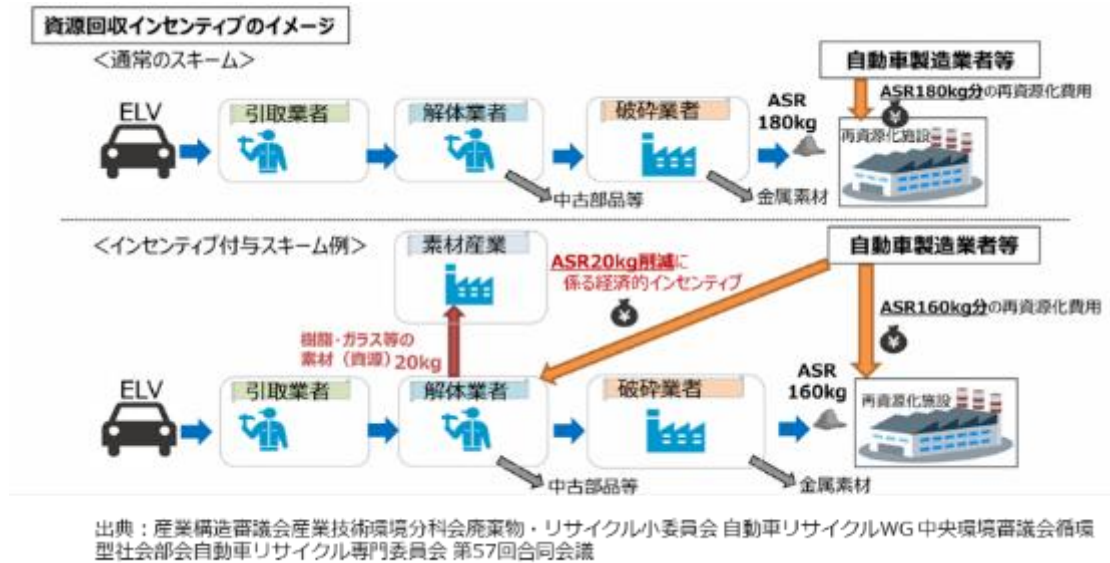 資源回収インセンティブのイメージ
＜通常のスキーム＞
自動車製造業者等
ASR180kg分の再資源化費用
ELV
引取業者
解体業者
破砕業者
ASR
180kg
再資源化施設
中古部品等
金属素材
＜インセンティブ付与スキーム例＞
素材産業
ASR20kg削減に
係る経済的インセンティブ
自動車製造業者等
ASR160kg分の再資源化費用
樹脂・ガラス等の
素材（資源）20kg
ELV
引取業者
解体業者
破砕業者
ASR
160kg
再資源化施設
中古部品等
金属素材
出典：産業構造審議会産業技術環境分科会廃棄物・リサイクル小委員会 自動車リサイクルWG 中央環境審議会循環
型社会部会自動車リサイクル専門委員会 第57回合同会議